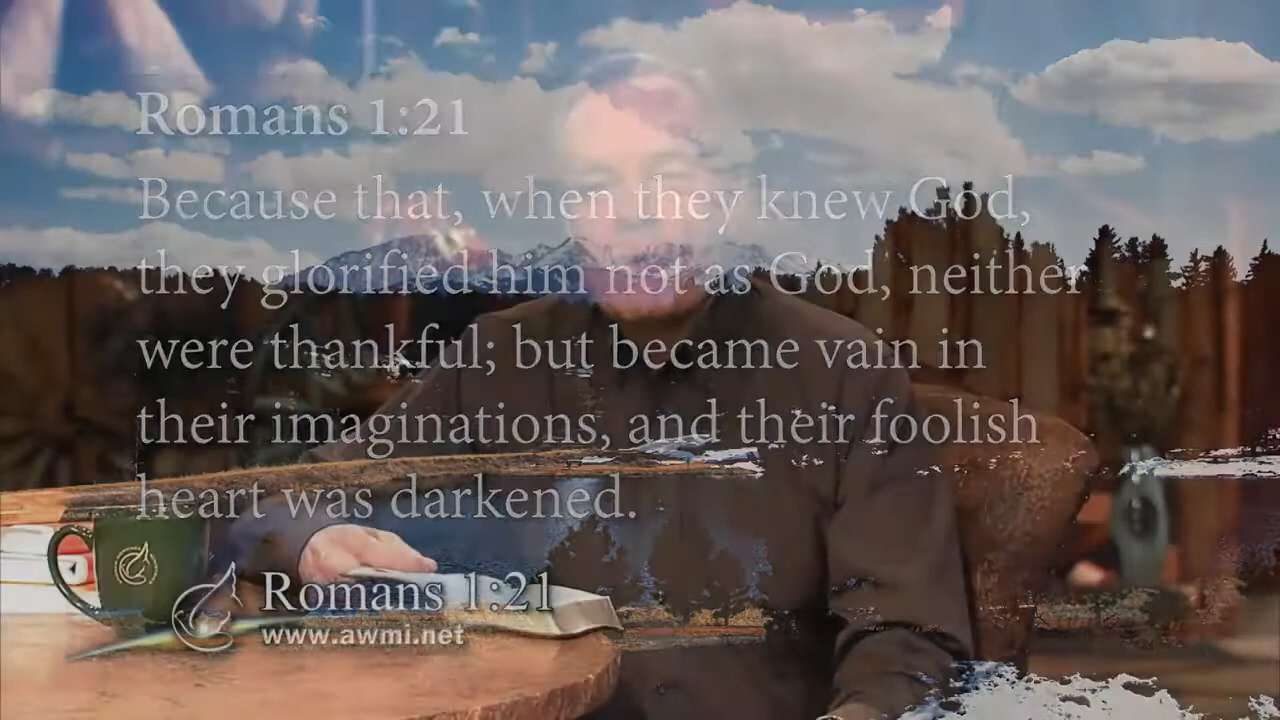 Romans 1:21
Because that, when they knew God,
they glorified him not as God, neither
were thankful; but became vain in
their imaginations, and their foolish
heart was darkened.
Romans 1:21
www.awmi.net